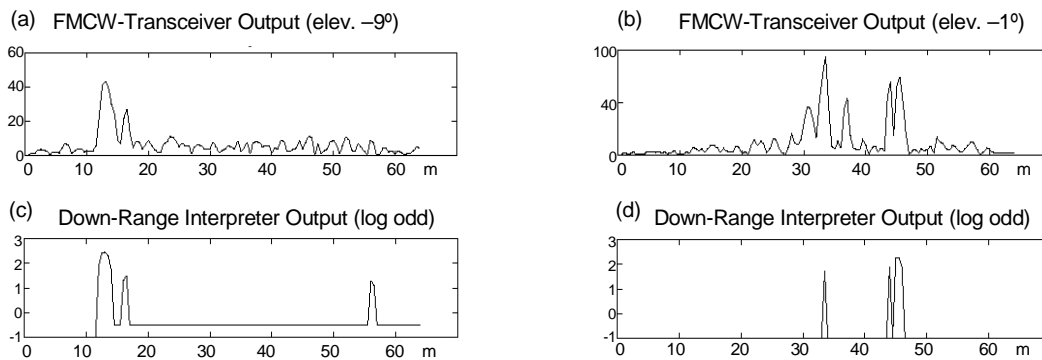 (a) FMCW-Transceiver Output (elev. –9º)
60
40
20
0
0 10 20 30 40 50 60 m
(b) FMCW-Transceiver Output (elev. –1º)
100
40
100
0 10 20 30 40 50 60 m
(c) Down-Range Interpreter Output (log odd)
3
2
1
0
-1
0 10 20 30 40 50 60 m
(d) Down-Range Interpreter Output (log odd)
3
2
1
0
-1
0 10 20 30 40 50 60 m